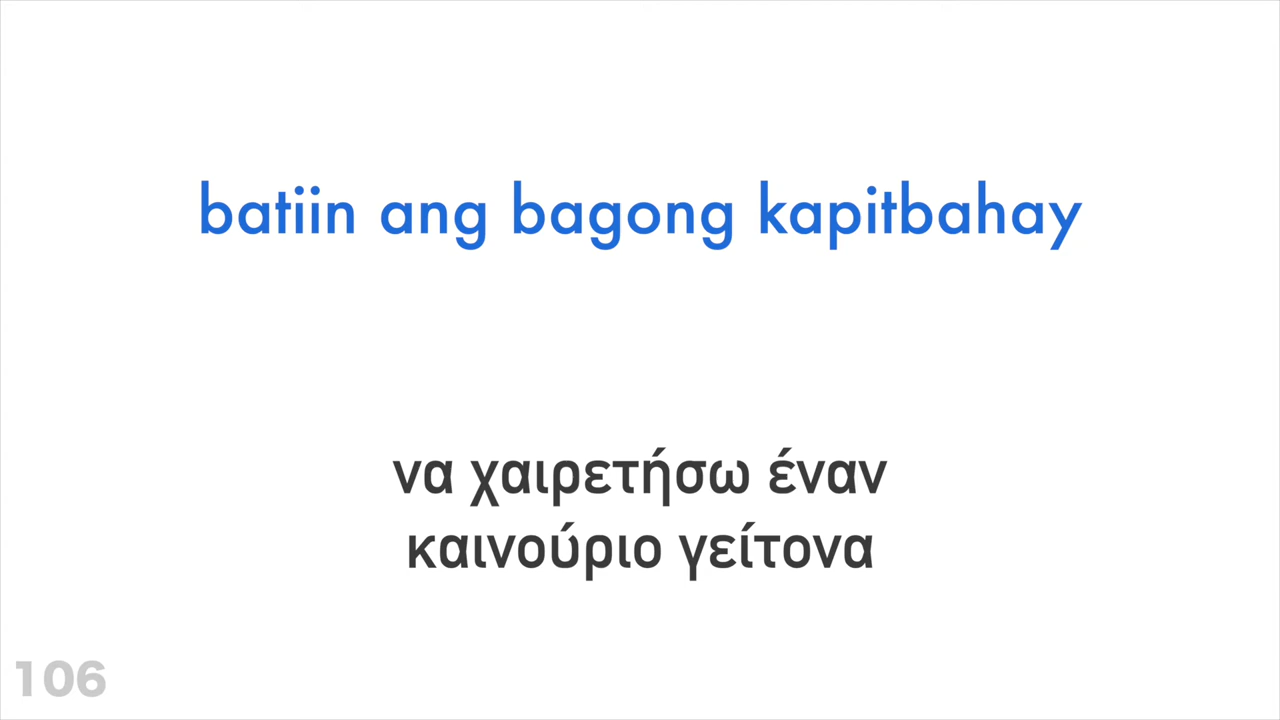 batiin ang bagong kapitbahay
να χαιρετήσω έναν
καινούριο γείτονα
106